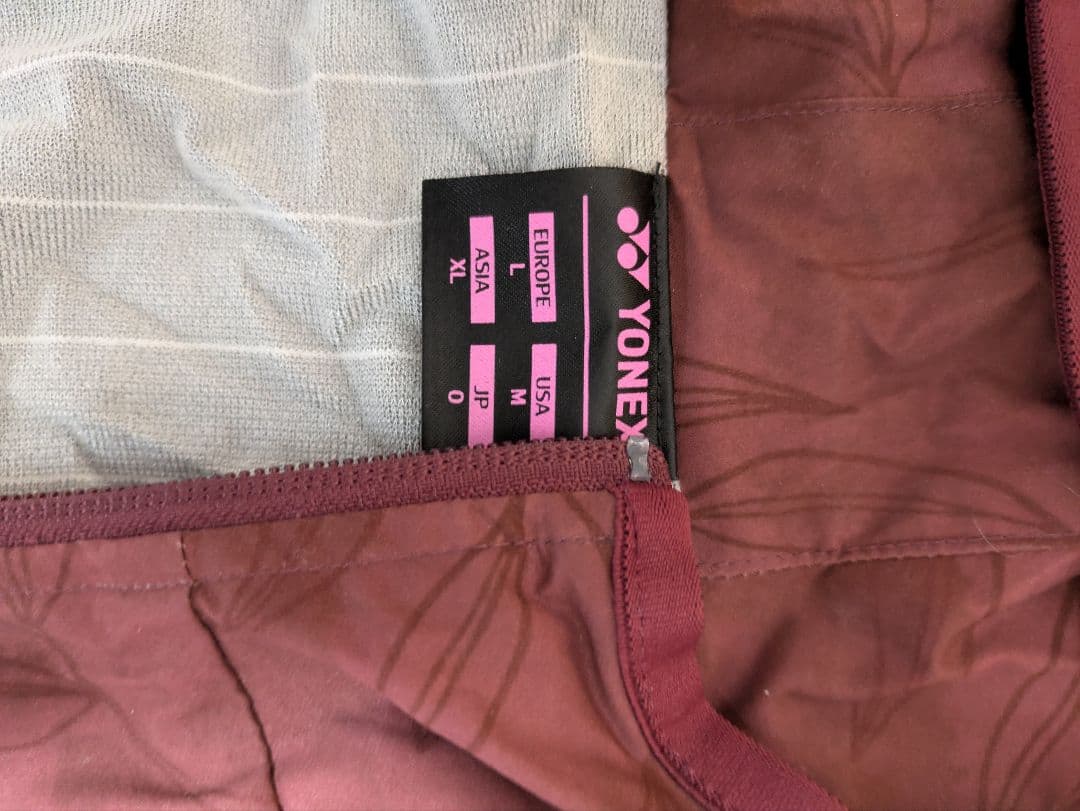 YONEX
EUROPE USA
L M
ASIA JP
XL O